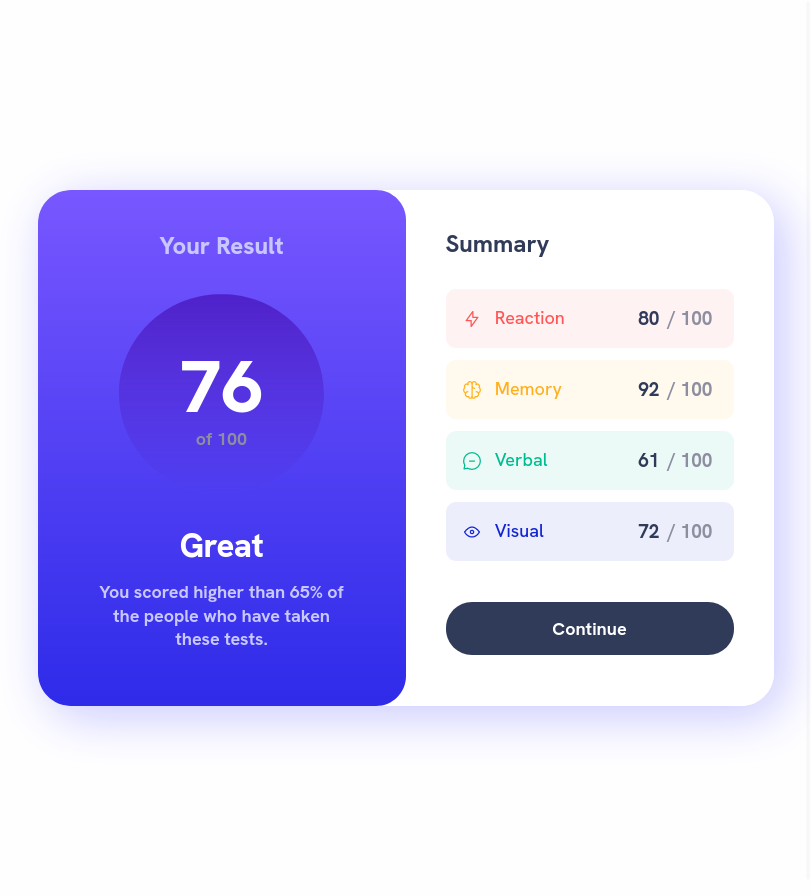 Your Result
76
of 100
Great
You scored higher than 65% of
the people who have taken
these tests.
Summary
Reaction 80 / 100
Memory 92 / 100
Verbal 61 / 100
Visual 72 / 100
Continue